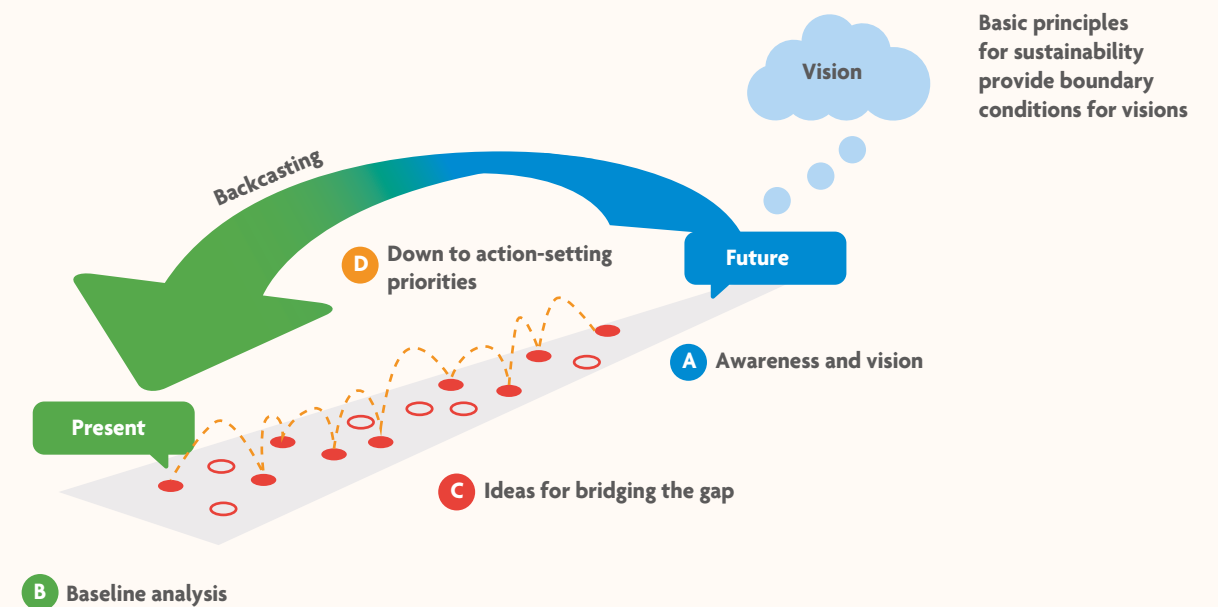 Basic principles
for sustainability
provide boundary
conditions for visions
Vision
Backcasting
D Down to action-setting
priorities
Future
A Awareness and vision
Present
C Ideas for bridging the gap
B Baseline analysis